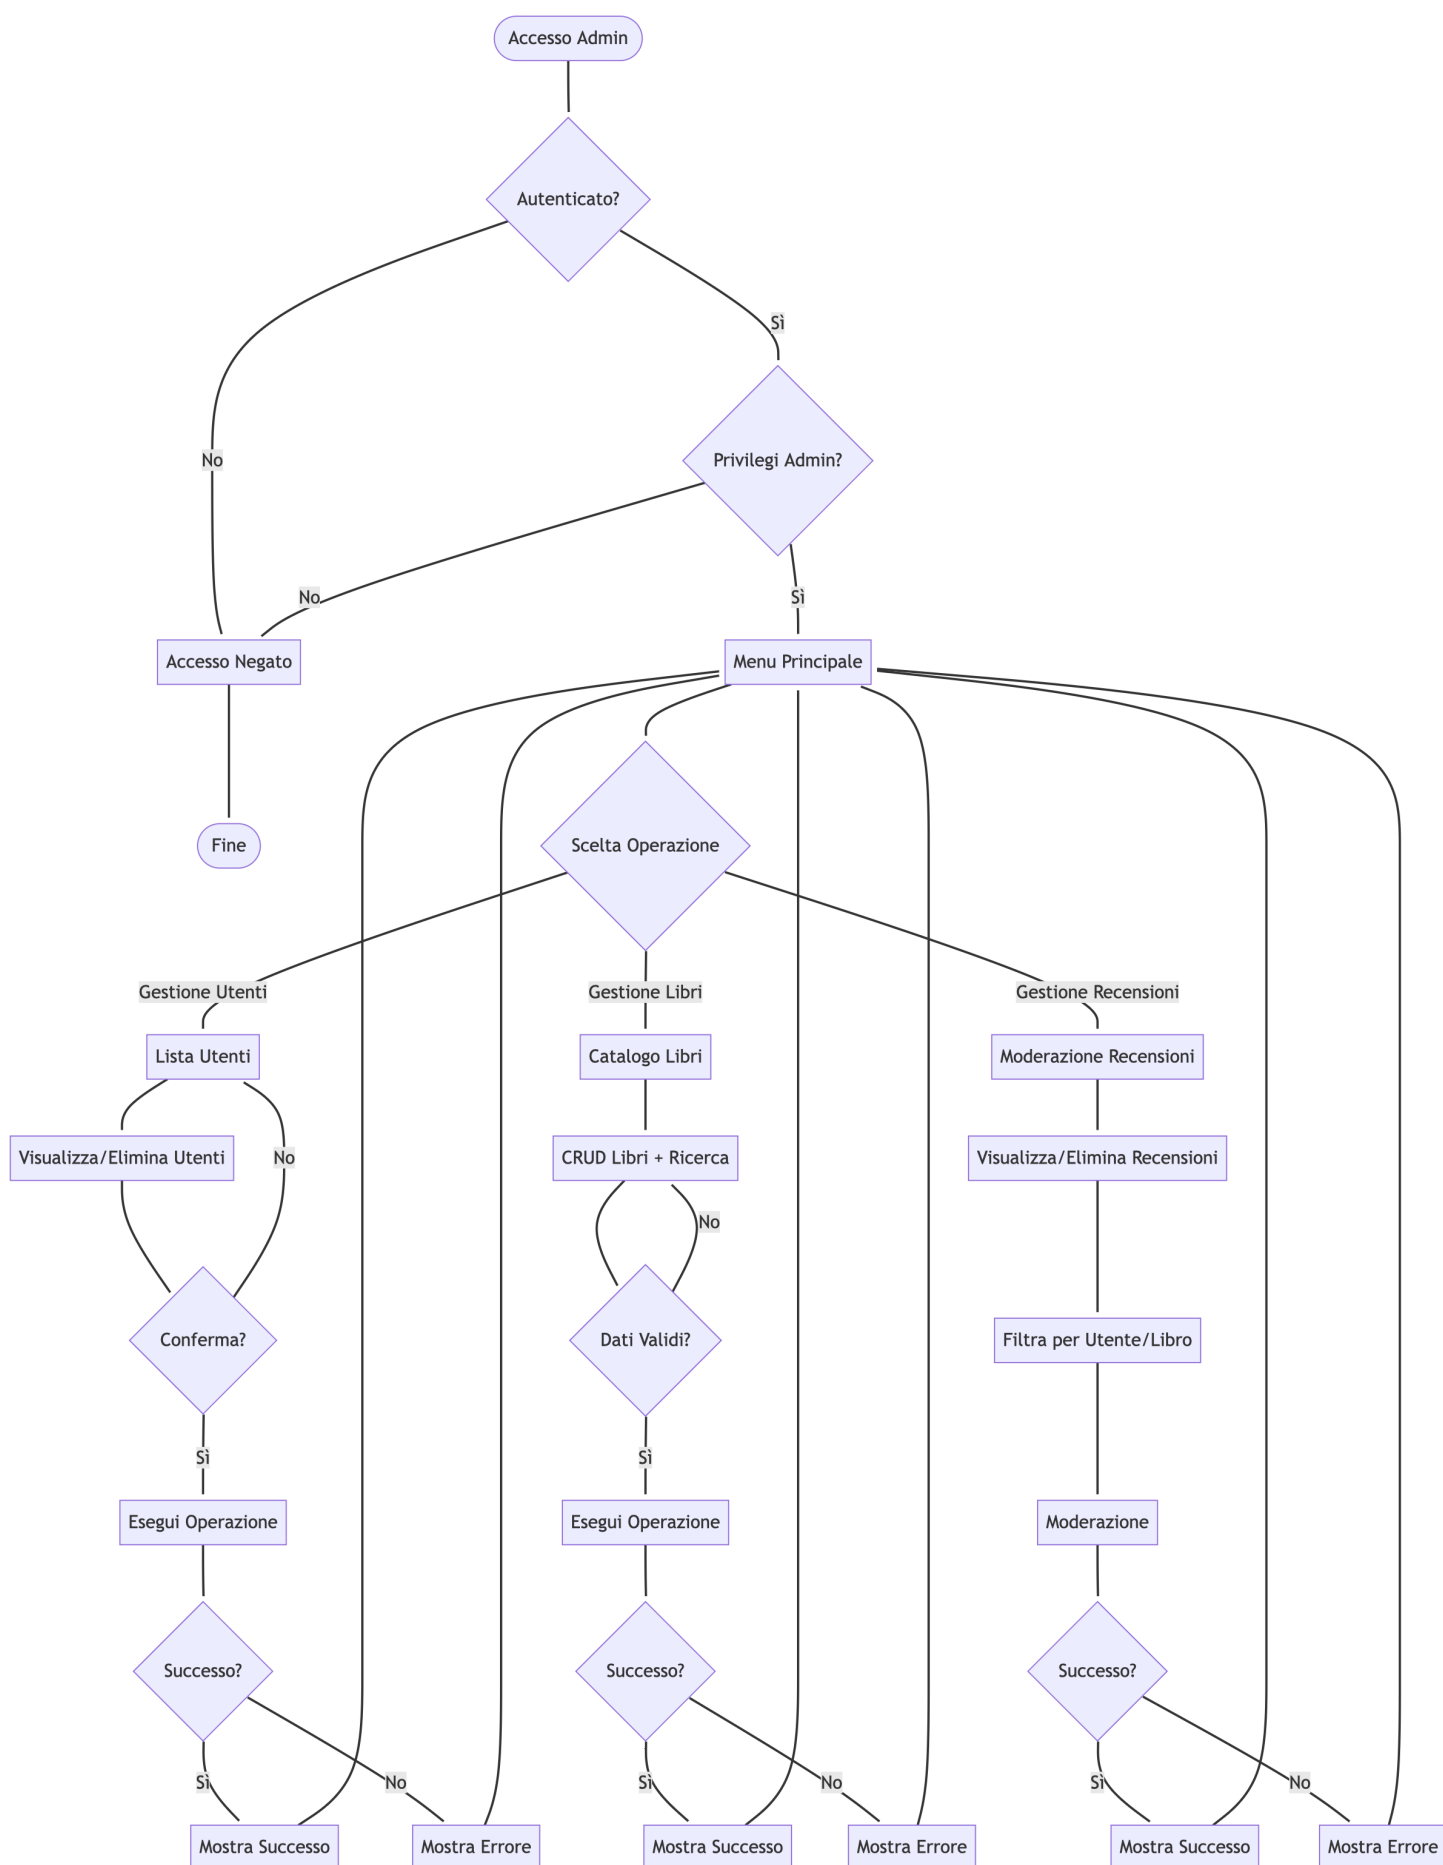 Accesso Admin
Autenticato?
Sì
No
Privilegi Admin?
No
Sì
Accesso Negato
Menu Principale
Fine
Scelta Operazione
Gestione Utenti
Gestione Libri
Gestione Recensioni
Lista Utenti
Catalogo Libri
Moderazione Recensioni
Visualizza/Elimina Utenti
No
CRUD Libri + Ricerca
Visualizza/Elimina Recensioni
No
Conferma?
Dati Validi?
Filtra per Utente/Libro
Sì
Sì
Esegui Operazione
Esegui Operazione
Moderazione
Successo?
Successo?
Successo?
Sì
No
Sì
No
Sì
No
Mostra Successo
Mostra Errore
Mostra Successo
Mostra Errore
Mostra Successo
Mostra Errore